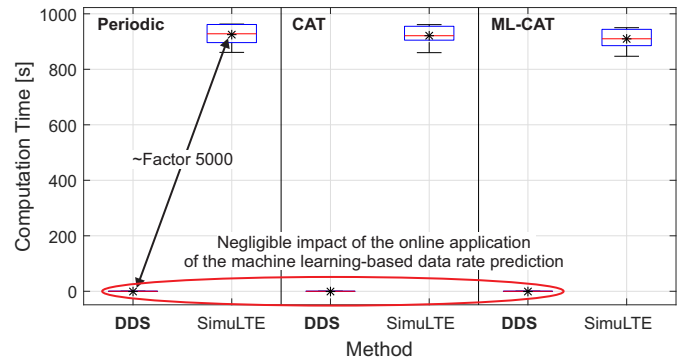 Periodic CAT ML-CAT
1000
800
600
400
200
0
Computation Time [s]
~Factor 5000
Negligible impact of the online application
of the machine learning-based data rate prediction
DDS SimuLTE DDS SimuLTE DDS SimuLTE
Method